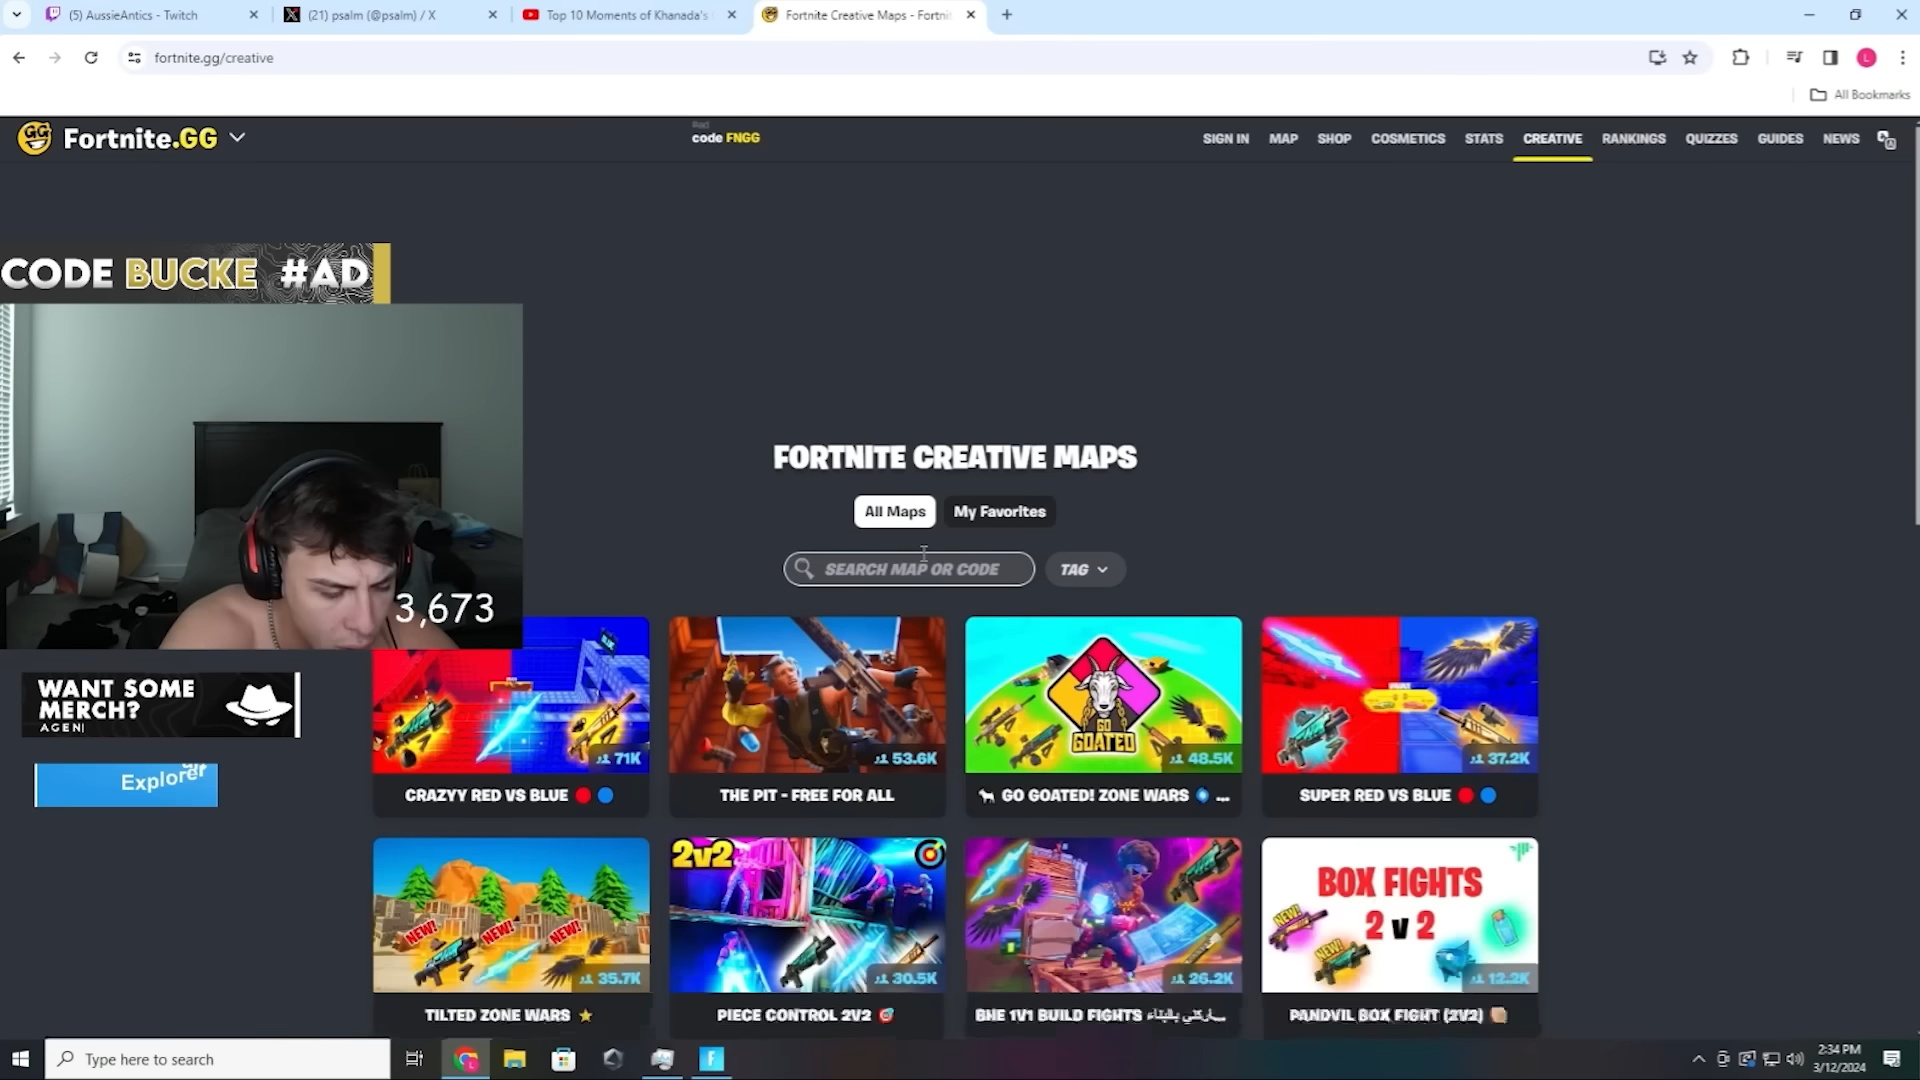 (5) AussieAntics - Twitch
(21) psalm (@psalm) / X
Top 10 Moments of Khanada's
Fortnite Creative Maps - Fortni
fortnite.gg/creative
All Bookmarks
Fortnite.GG
code FNGG
SIGN IN
MAP
SHOP
COSMETICS
STATS
CREATIVE
RANKINGS
QUIZZES
GUIDES
NEWS
CODE BUCKE #AD
FORTNITE CREATIVE MAPS
All Maps
My Favorites
SEARCH MAP OR CODE
TAG
3,673
WANT SOME
MERCH?
AGEN
Explorer
71K
53.6K
GO
GOATED
48.5K
37.2K
CRAZYY RED VS BLUE
THE PIT - FREE FOR ALL
GO GOATED! ZONE WARS ...
SUPER RED VS BLUE
NEW!
NEW!
NEW!
35.7K
2v2
30.5K
26.2K
BOX FIGHTS
2 v 2
NEW!
NEW!
12.2K
TILTED ZONE WARS
PIECE CONTROL 2V2
BHE 1V1 BUILD FIGHTS
PANDVIL BOX FIGHT (2V2)
Type here to search
2:34 PM
3/12/2024